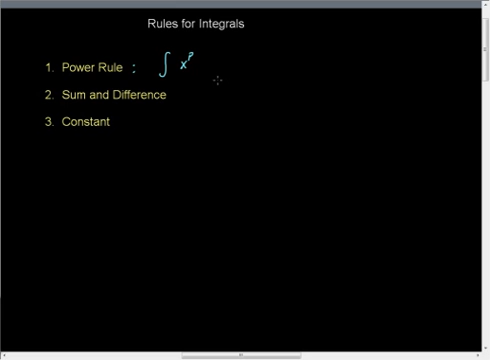 Rules for Integrals
1. Power Rule : ∫ x^p
2. Sum and Difference
3. Constant